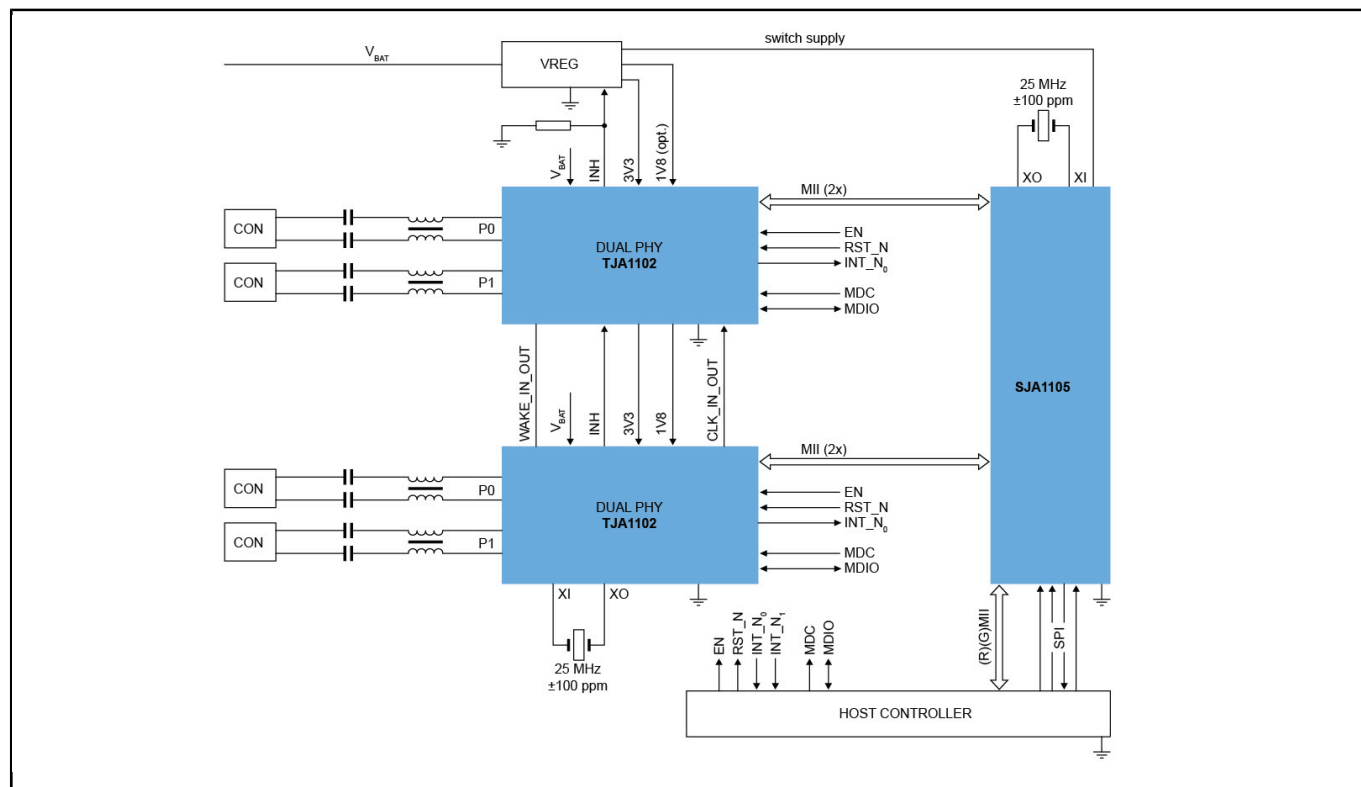 switch supply
VBAT
VREG
25 MHz
±100 ppm
VBAT
INH
3V3
1V8 (opt.)
XO
XI
MII (2x)
CON
P0
EN
DUAL PHY
TJA1102
RST_N
INT_N0
CON
P1
MDC
MDIO
WAKE_IN_OUT
VBAT
INH
3V3
1V8
CLK_IN_OUT
SJA1105
MII (2x)
CON
P0
EN
DUAL PHY
TJA1102
RST_N
INT_N0
CON
P1
MDC
MDIO
XI
XO
25 MHz
±100 ppm
EN
RST_N
INT_N0
INT_N1
MDC
MDIO
(R)(G)MII
SPI
HOST CONTROLLER